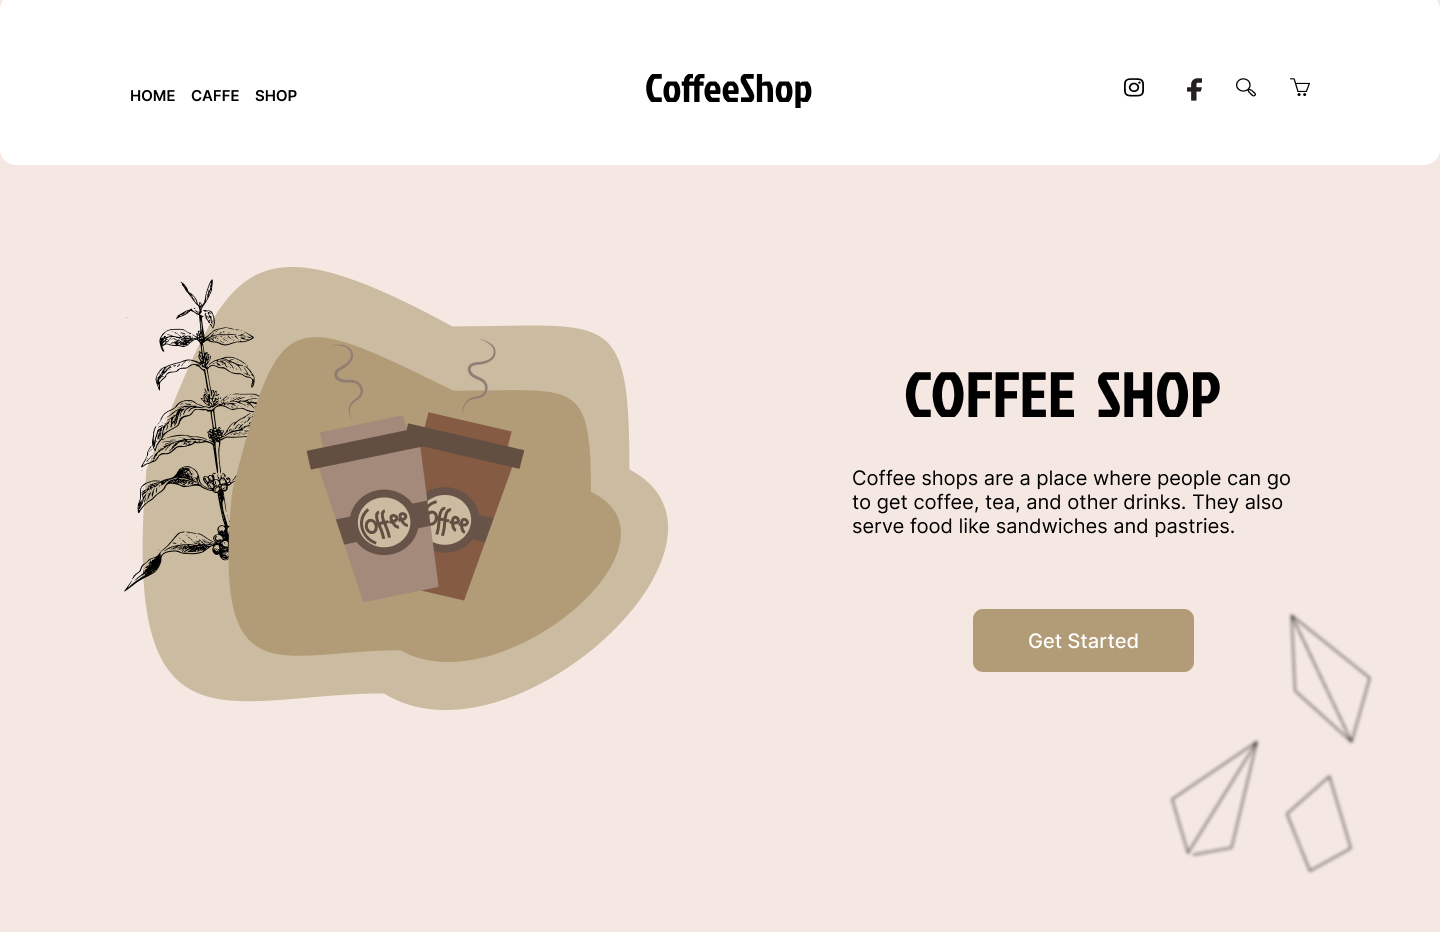 HOME CAFFE SHOP
CoffeeShop
COFFEE SHOP
Coffee shops are a place where people can go
to get coffee, tea, and other drinks. They also
serve food like sandwiches and pastries.
Coffee
Coffee
Get Started